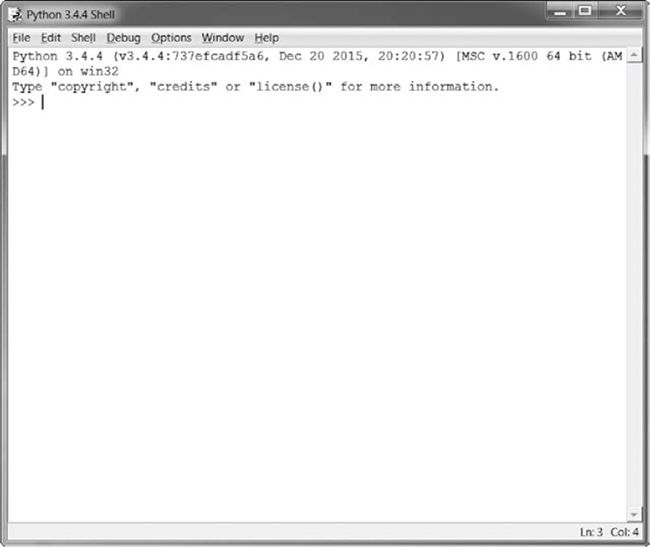 Python 3.4.4 Shell
File Edit Shell Debug Options Window Help
Python 3.4.4 (v3.4.4:737efcadf5a6, Dec 20 2015, 20:20:57) [MSC v.1600 64 bit (AM
D64)] on win32
Type "copyright", "credits" or "license()" for more information.
>>>
Ln: 3 Col: 4